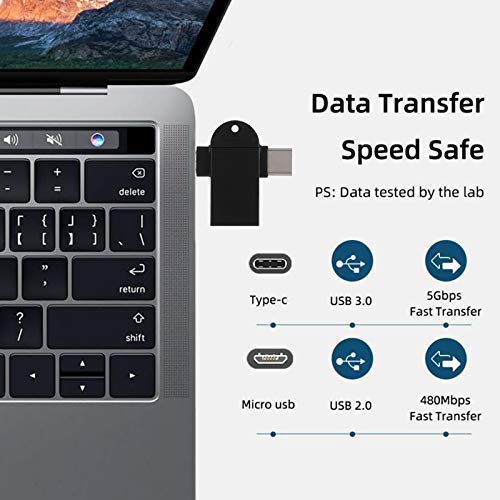 Data Transfer
Speed Safe
PS: Data tested by the lab
delete
{ [
} ]
| \
: ;
" '
return
? /
shift
Type-c
USB 3.0
5Gbps
Fast Transfer
Micro usb
USB 2.0
480Mbps
Fast Transfer